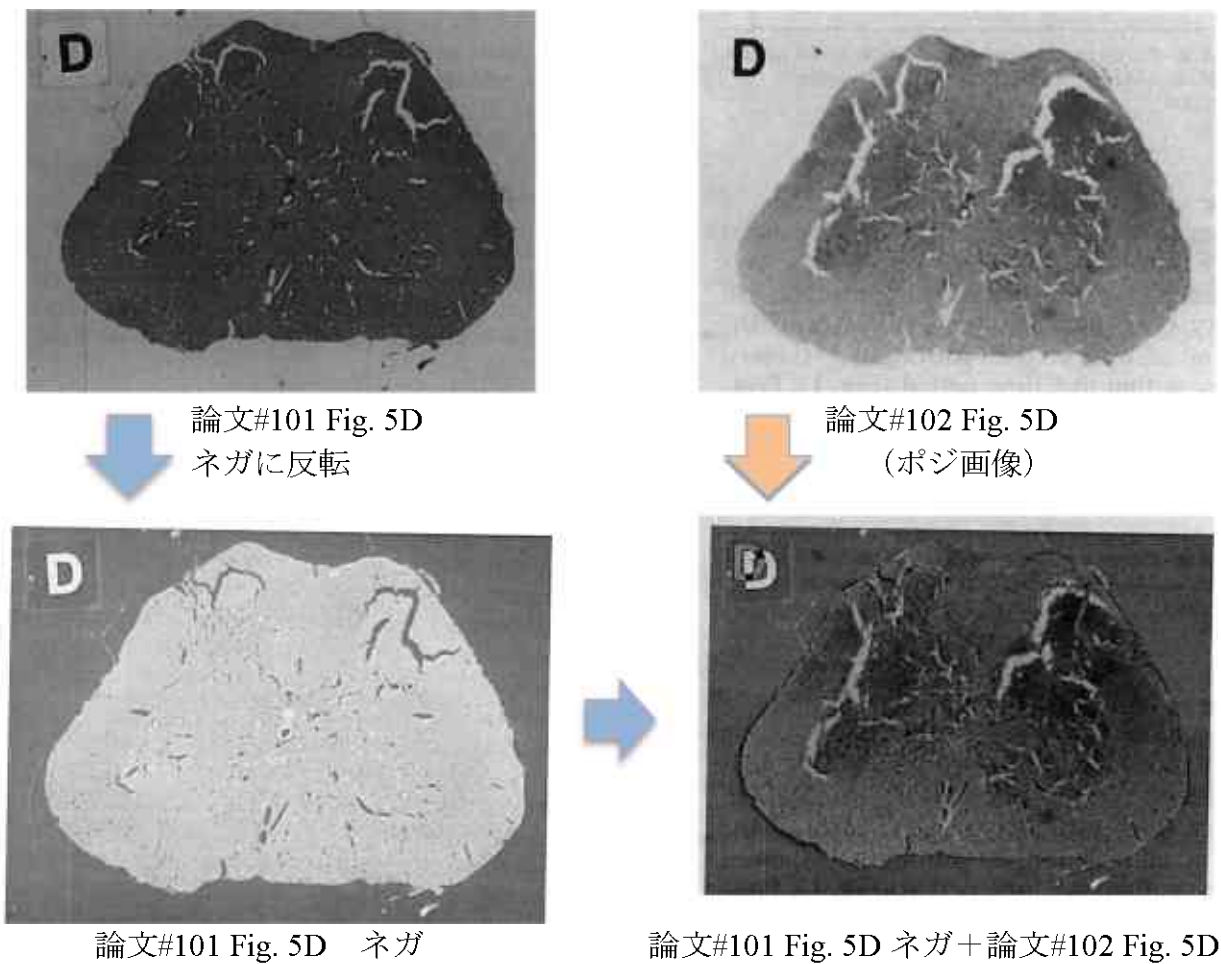 D
D
論文#101 Fig. 5D
ネガに反転
論文#102 Fig. 5D
(ポジ画像)
D
D
論文#101 Fig. 5D　ネガ
論文#101 Fig. 5D ネガ＋論文#102 Fig. 5D